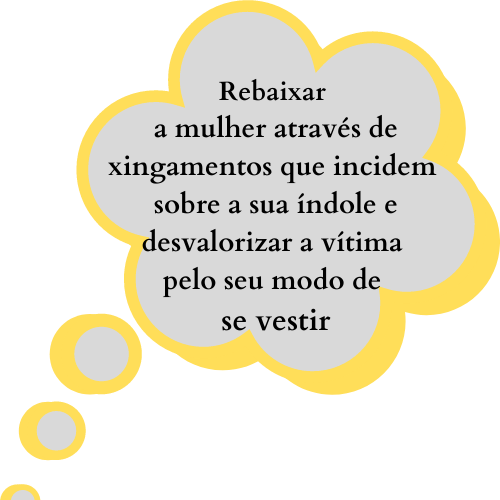 Rebaixar
a mulher através de
xingamentos que incidem
sobre a sua índole e
desvalorizar a vítima
pelo seu modo de
se vestir